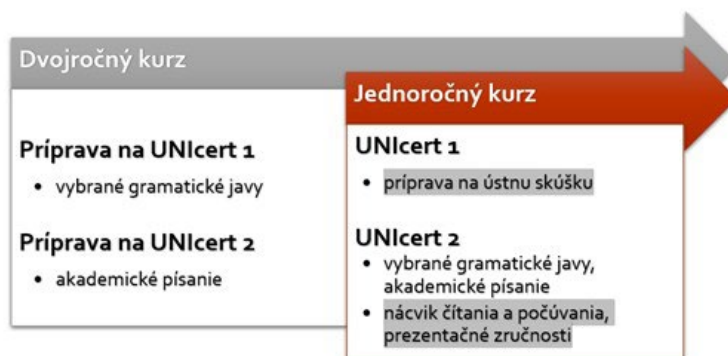 Dvojročný kurz
Príprava na UNIcert 1
• vybrané gramatické javy
Príprava na UNIcert 2
• akademické písanie
Jednoročný kurz
UNIcert 1
• príprava na ústnu skúšku
UNIcert 2
• vybrané gramatické javy,
akademické písanie
• nácvik čítania a počúvania,
prezentačné zručnosti